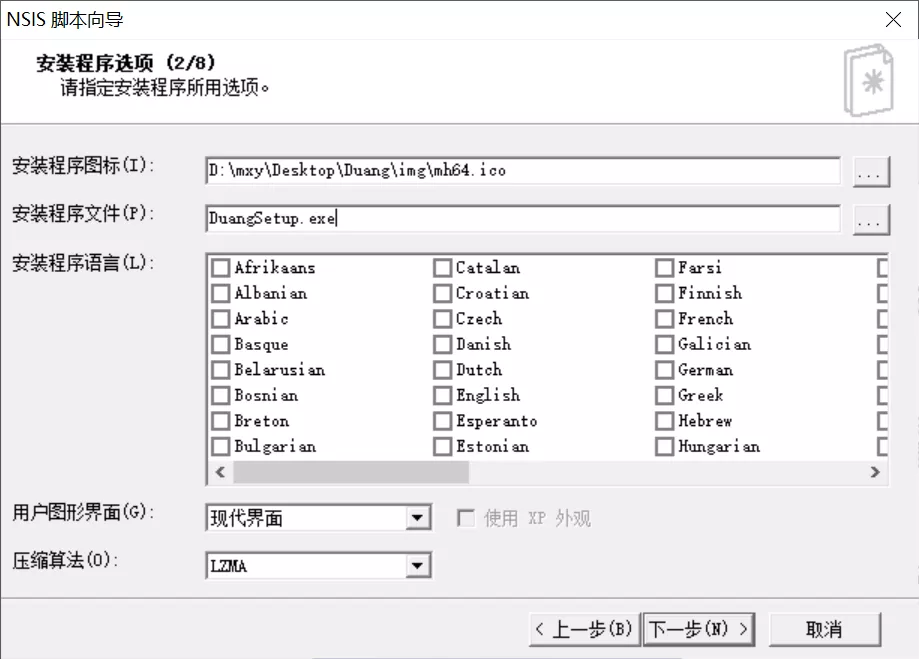 NSIS 脚本向导
安装程序选项 (2/8)
请指定安装程序所用选项。
安装程序图标(I): D:\mxy\Desktop\Duang\img\mh64.ico ...
安装程序文件(P): DuangSetup.exe ...
安装程序语言(L):
Afrikaans Catalan Farsi
Albanian Croatian Finnish
Arabic Czech French
Basque Danish Galician
Belarusian Dutch German
Bosnian English Greek
Breton Esperanto Hebrew
Bulgarian Estonian Hungarian
用户图形界面(G): 现代界面 使用 XP 外观
压缩算法(O): LZMA
< 上一步(B) 下一步(N) > 取消